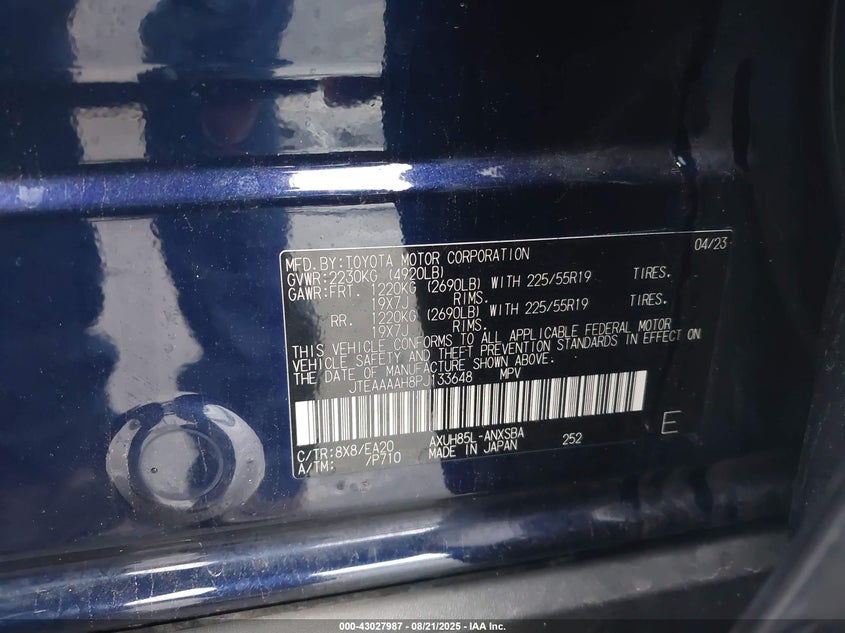 04/23
MFD.BY:TOYOTA MOTOR CORPORATION
GVWR:2230KG (4920LB)
GAWR:FRT 1220KG (2690LB) WITH 225/55R19 TIRES.
19X7J RIMS.
RR. 1220KG (2690LB) WITH 225/55R19 TIRES.
19X7J RIMS.
THIS VEHICLE CONFORMS TO ALL APPLICABLE FEDERAL MOTOR
VEHICLE SAFETY AND THEFT PREVENTION STANDARDS IN EFFECT ON
THE DATE OF MANUFACTURE SHOWN ABOVE.
JTEAAAAH8PJ133648 MPV
C/TR:8X8/EA20 AXUH85L-ANXSBA 252 E
A/TM: /P710 MADE IN JAPAN
000-43027987 - 08/21/2025 - IAA Inc.